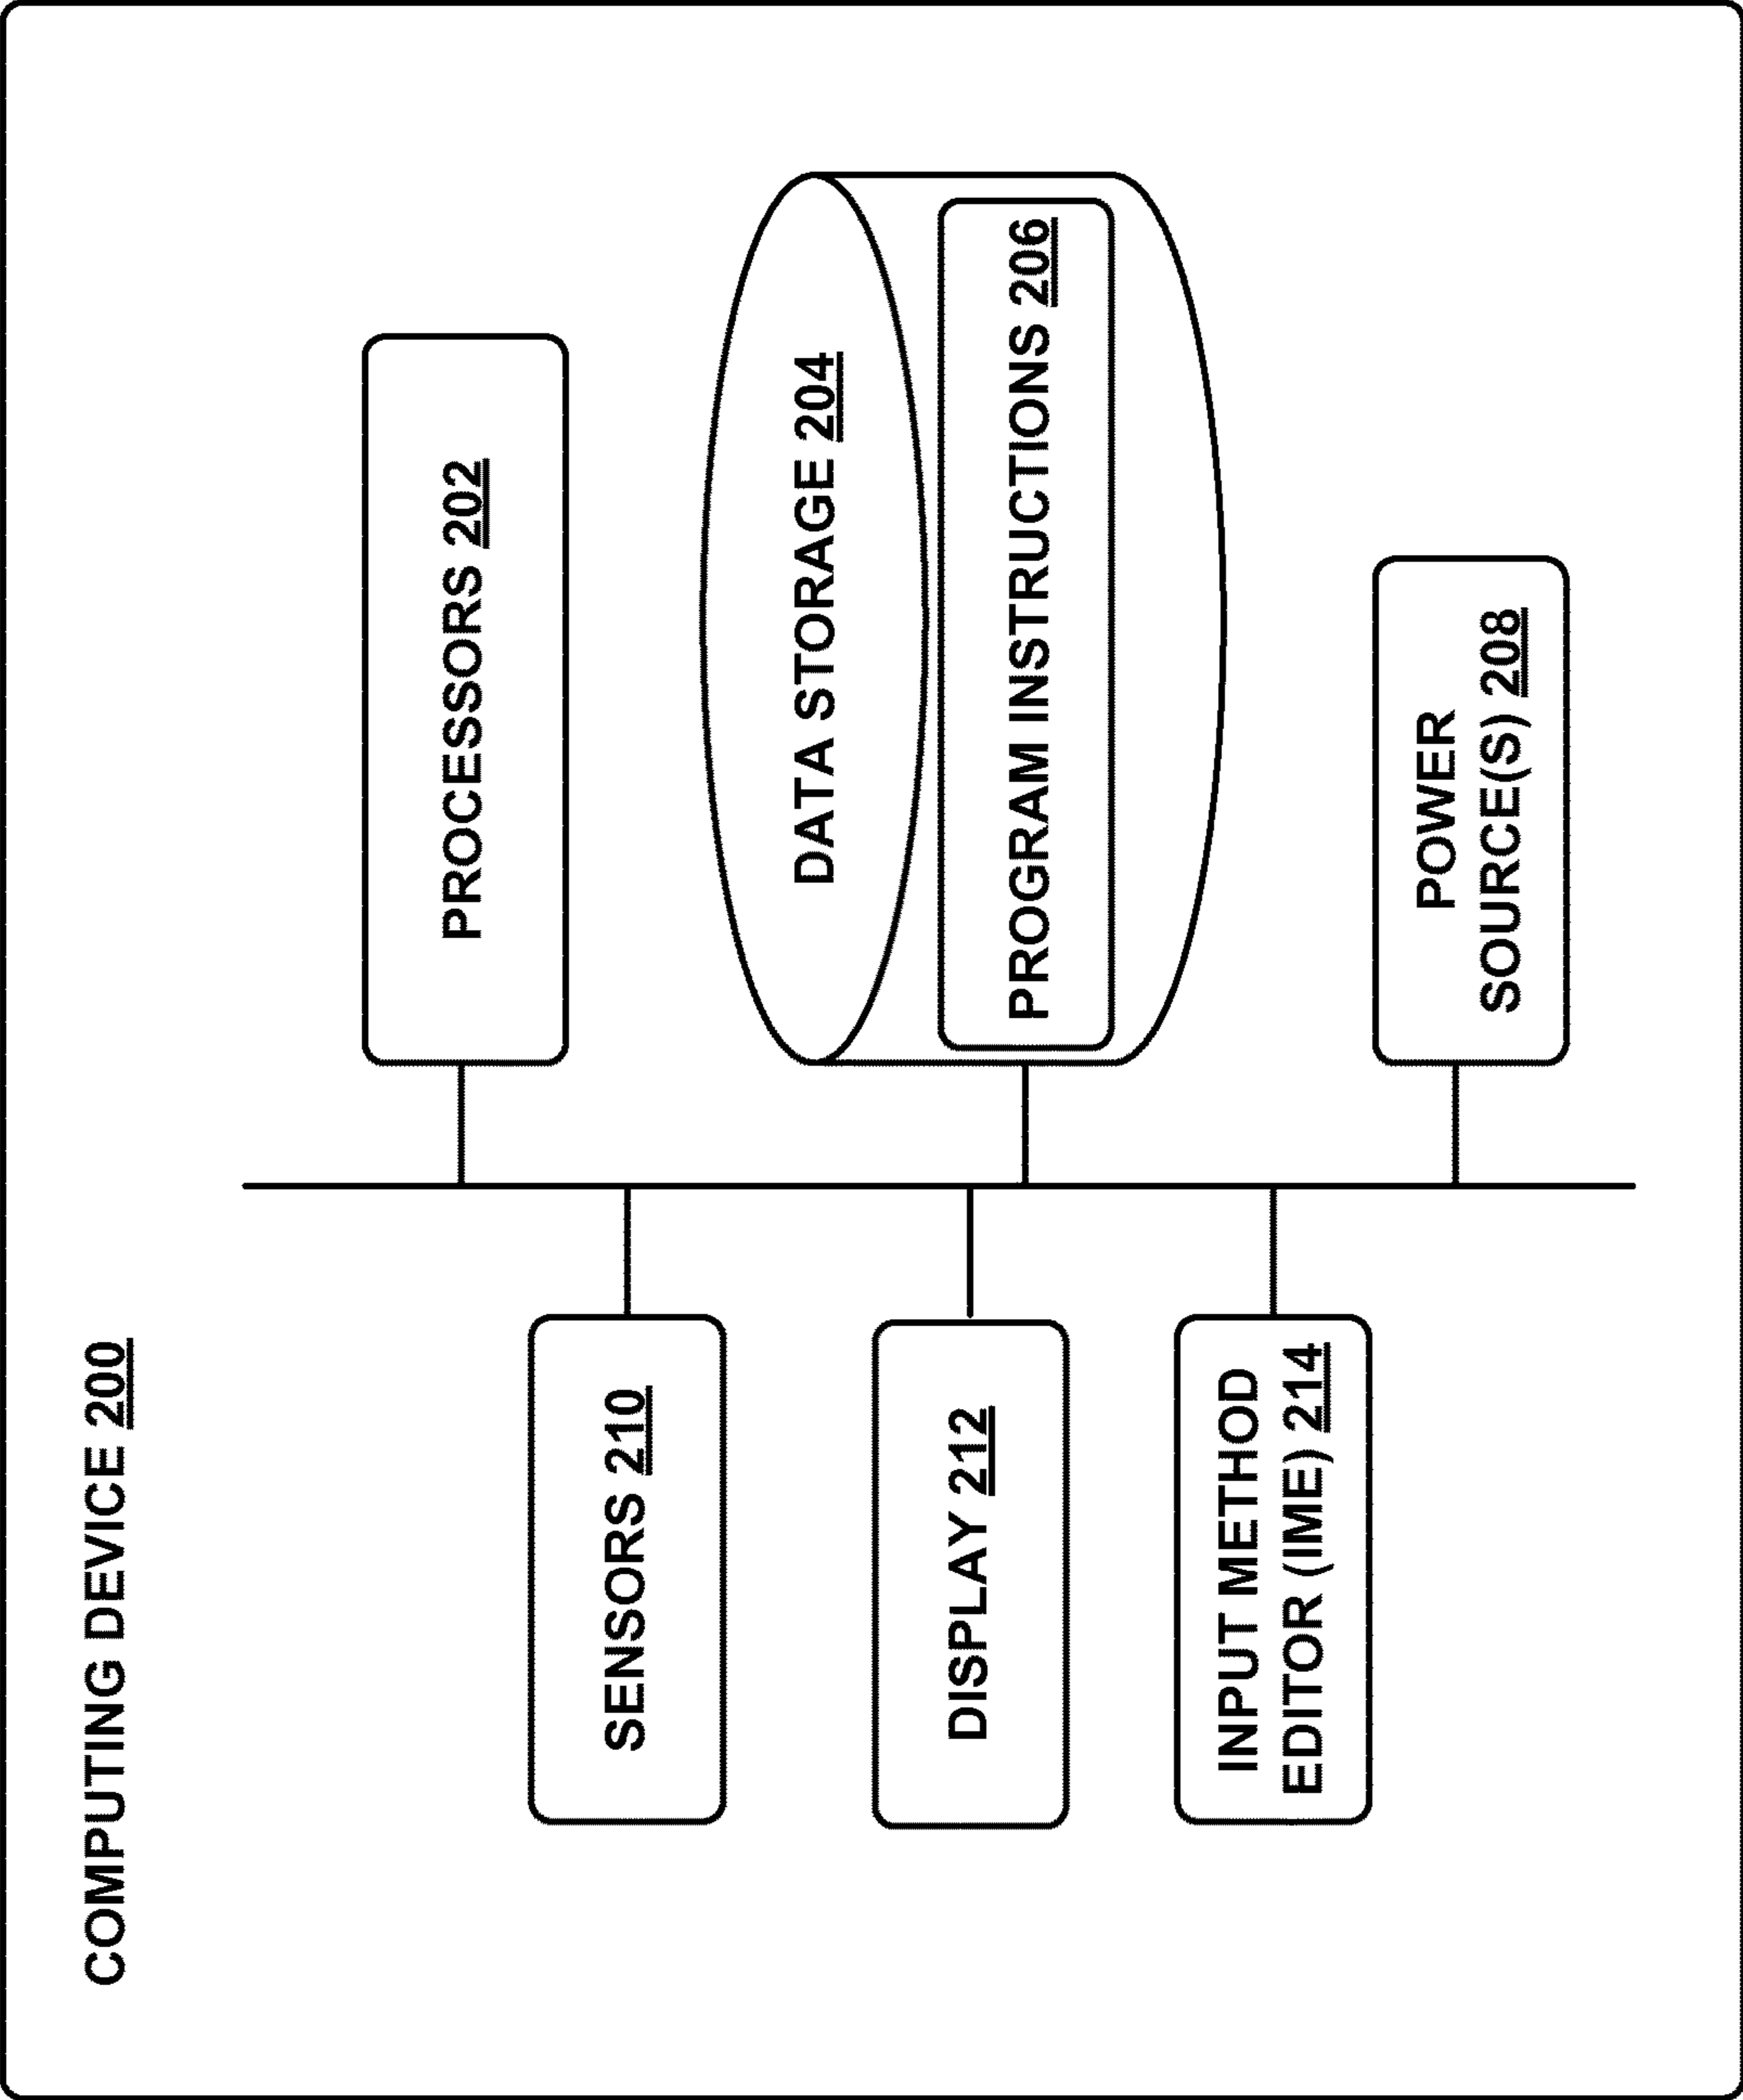 COMPUTING DEVICE 200
SENSORS 210
DISPLAY 212
INPUT METHOD
EDITOR (IME) 214
PROCESSORS 202
DATA STORAGE 204
PROGRAM INSTRUCTIONS 206
POWER
SOURCE(S) 208